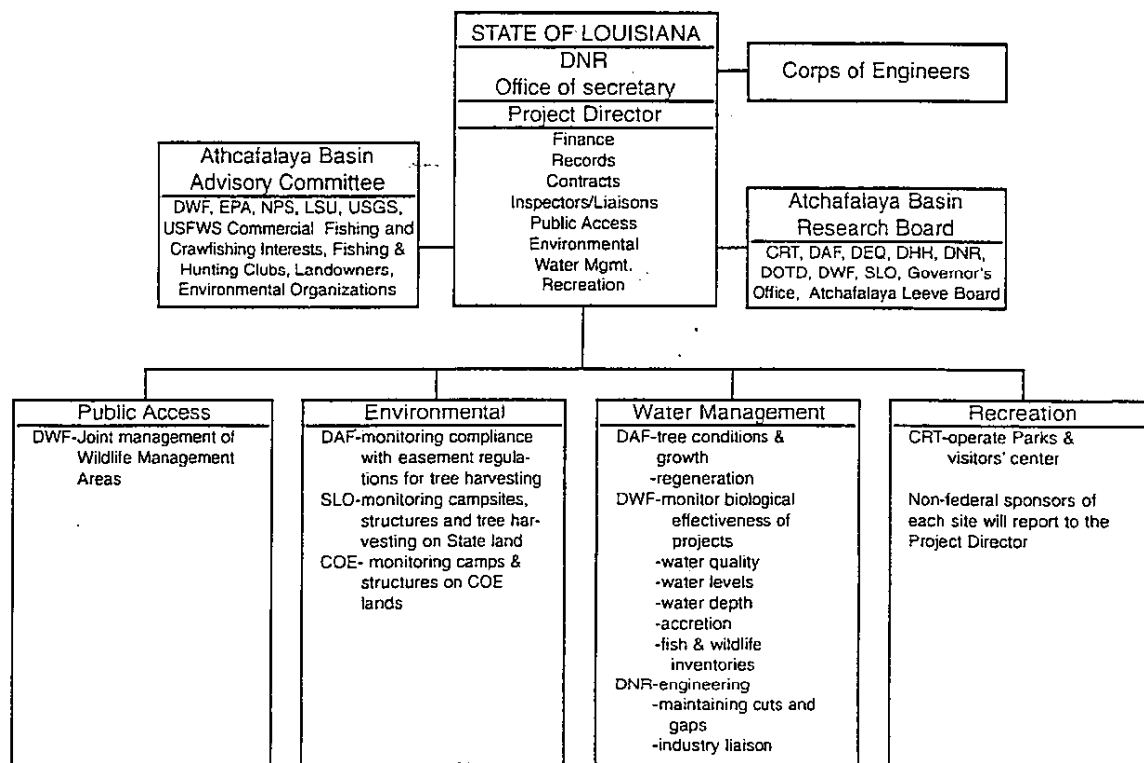 STATE OF LOUISIANA
DNR
Office of secretary
Project Director
Finance
Records
Contracts
Inspectors/Liaisons
Public Access
Environmental
Water Mgmt.
Recreation
Corps of Engineers
Athcafalaya Basin
Advisory Committee
DWF, EPA, NPS, LSU, USGS,
USFWS Commercial Fishing and
Crawfishing Interests, Fishing &
Hunting Clubs, Landowners,
Environmental Organizations
Atchafalaya Basin
Research Board
CRT, DAF, DEQ, DHH, DNR,
DOTD, DWF, SLO, Governor's
Office, Atchafalaya Leeve Board
Public Access
DWF-Joint management of
Wildlife Management
Areas
Environmental
DAF-monitoring compliance
with easement regula-
tions for tree harvesting
SLO-monitoring campsites,
structures and tree har-
vesting on State land
COE- monitoring camps &
structures on COE
lands
Water Management
DAF-tree conditions &
growth
-regeneration
DWF-monitor biological
effectiveness of
projects
-water quality
-water levels
-water depth
-accretion
-fish & wildlife
inventories
DNR-engineering
-maintaining cuts and
gaps
-industry liaison
Recreation
CRT-operate Parks &
visitors' center
Non-federal sponsors of
each site will report to the
Project Director